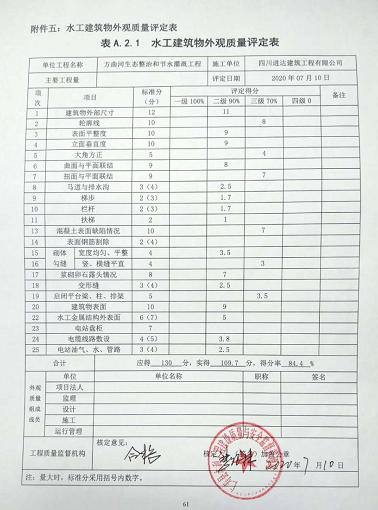 附件五：水工建筑物外观质量评定表
表 A.2.1 水工建筑物外观质量评定表
单位工程名称 方曲河生态整治和节水灌溉工程 施工单位 四川进达建筑工程有限公司
主要工程量 评定日期 2020 年 07 月 10 日
项次 项目 标准分（分） 评定得分 备注
一级 100% 二级 90% 三级 70% 四级 0
1 建筑物外部尺寸 12 11
2 轮廓线 10 7
3 表面平整度 10 9
4 立面垂直度 10 9
5 大角方正 5 4
6 曲面与平面联结 9 8
7 扭面与平面联结 9 7
8 马道与排水沟 3（4） 2.5
9 梯步 2（3） 1.7
10 栏杆 2（3） 1.7
11 扶梯 2 1
13 混凝土表面缺陷情况 10 7
14 表面钢筋割除 2（4）
15 砌体 宽度均匀、平整 4 3.5
16 勾缝 竖、横缝平直 4 3
17 浆砌卵石露头情况 8 7
18 变形缝 3（4） 2.5
19 启闭平台梁、柱、排架 5 3.5
20 建筑物表面 10 9
22 水工金属结构外表面 6（7） 5
23 电站盘柜 7
24 电缆线路敷设 4（5） 3.8
25 电站油气、水、管路 3（4） 2.5
合计 应得 130 分，实得 109.7 分，得分率 84.4 %
外观质量组成成员 单位 单位名称 职称 签名
项目法人
监理
设计
施工
运行管理
工程质量监督机构 核定意见：
合格
核定人： 加盖公章
2020年 7 月 10 日
注：量大时，标准分采用括号内数字。
61